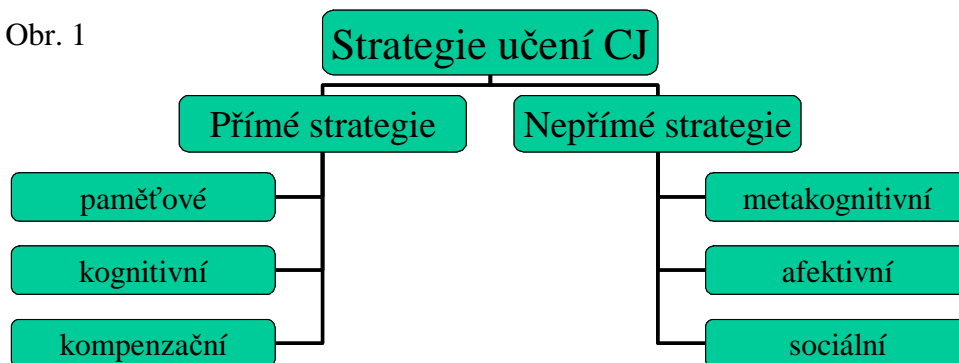 Obr. 1
Strategie učení CJ
Přímé strategie
Nepřímé strategie
paměťové
metakognitivní
kognitivní
afektivní
kompenzační
sociální